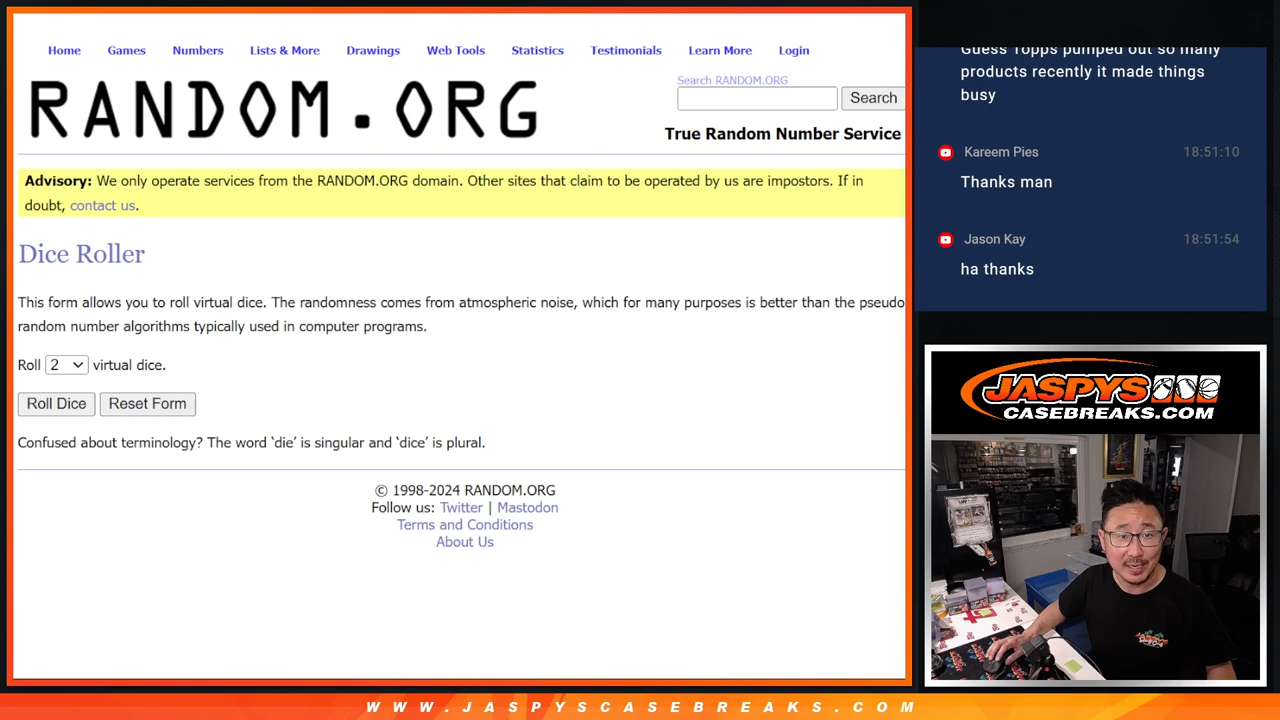 Home Games Numbers Lists & More Drawings Web Tools Statistics Testimonials Learn More Login
RANDOM.ORG
Search RANDOM.ORG
Search
True Random Number Service
Advisory: We only operate services from the RANDOM.ORG domain. Other sites that claim to be operated by us are impostors. If in
doubt, contact us.
Dice Roller
This form allows you to roll virtual dice. The randomness comes from atmospheric noise, which for many purposes is better than the pseudo
random number algorithms typically used in computer programs.
Roll 2 virtual dice.
Roll Dice Reset Form
Confused about terminology? The word ‘die’ is singular and ‘dice’ is plural.
© 1998-2024 RANDOM.ORG
Follow us: Twitter | Mastodon
Terms and Conditions
About Us
Guess Topps pumped out so many
products recently it made things
busy
Kareem Pies 18:51:10
Thanks man
Jason Kay 18:51:54
ha thanks
JASPYS
CASEBREAKS.COM
WWW.JASPYSCASEBREAKS.COM